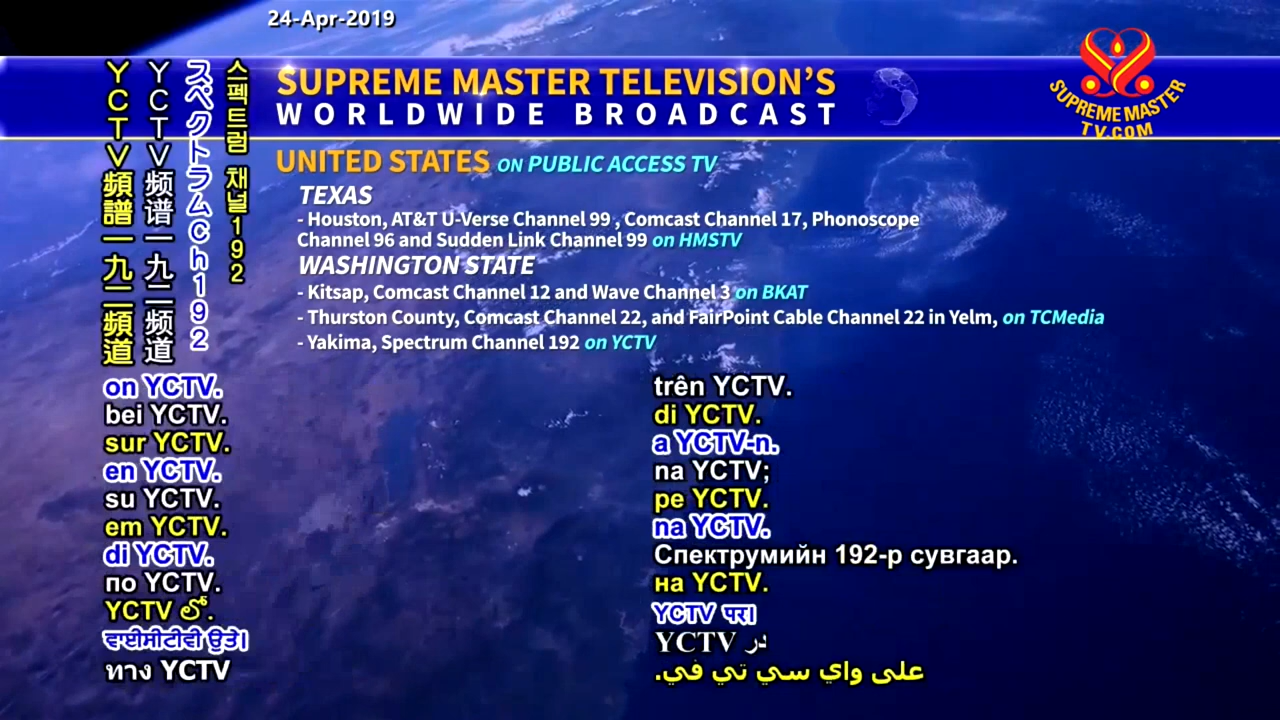 24-Apr-2019
SUPREME MASTER TELEVISION'S
WORLDWIDE BROADCAST
SUPREME MASTER
TV.COM
UNITED STATES ON PUBLIC ACCESS TV
TEXAS
- Houston, AT&T U-Verse Channel 99 , Comcast Channel 17, Phonoscope
Channel 96 and Sudden Link Channel 99 on HMSTV
WASHINGTON STATE
- Kitsap, Comcast Channel 12 and Wave Channel 3 on BKAT
- Thurston County, Comcast Channel 22, and FairPoint Cable Channel 22 in Yelm, on TCMedia
- Yakima, Spectrum Channel 192 on YCTV
YCTV頻譜一九二頻道
YCTV频谱一九二频道
スペクトラムCh192
스펙트럼 채널192
on YCTV.
bei YCTV.
sur YCTV.
en YCTV.
su YCTV.
em YCTV.
di YCTV.
по YCTV.
YCTV లో.
ਵਾਈਸੀਟੀਵੀ ਉਤੇ।
ทาง YCTV
trên YCTV.
di YCTV.
a YCTV-n.
na YCTV;
pe YCTV.
na YCTV.
Спектрумийн 192-р сувгаар.
на YCTV.
YCTV पर।
در YCTV
على واي سي تي في.